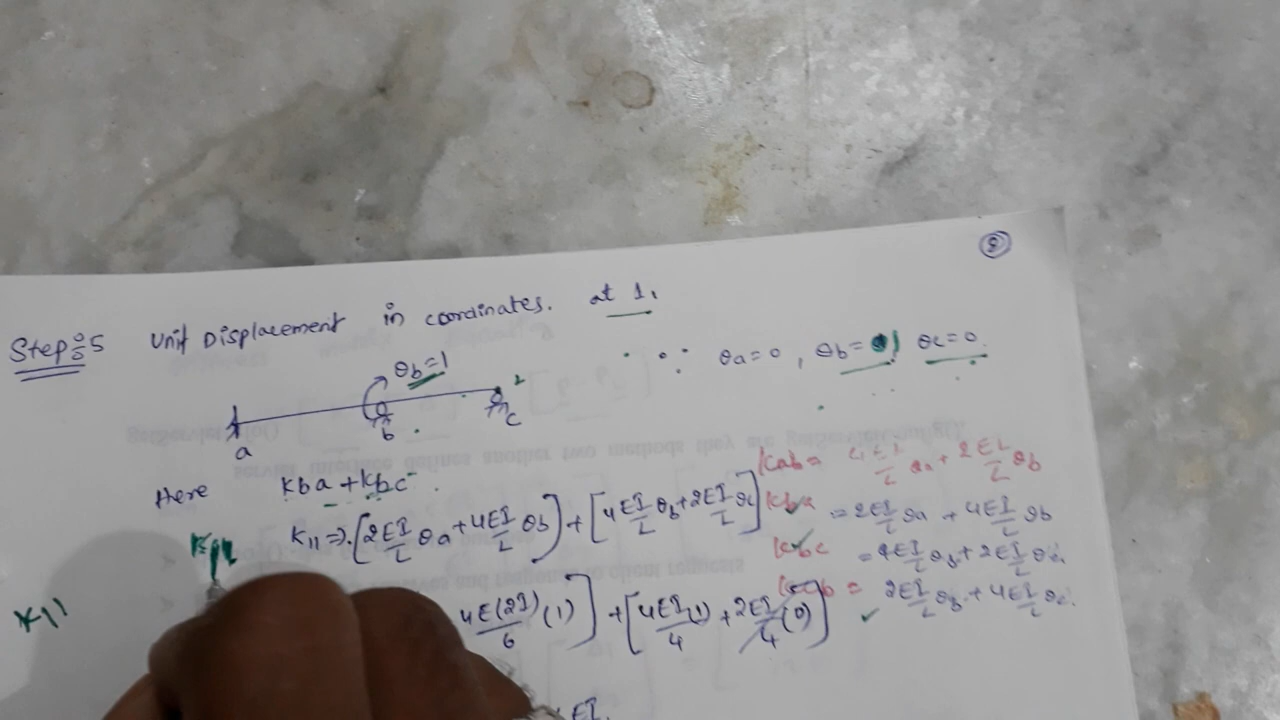 8
Step:5 Unit Displacement in coordinates. at 1.
∴ θa=0, θb=1 θc=0.
θb=1
2
a b c
Here Kba + Kbc
K11 ⇒ [2EI/L θa + 4EI/L θb] + [4EI/L θb + 2EI/L θc]
K11
4E(2I)/6 (1)] + [4EI/4 (1) + 2EI/4 (0)]
EI.
Kab = 4EI/L θa + 2EI/L θb
Kba = 2EI/L θa + 4EI/L θb
Kbc = 4EI/L θb + 2EI/L θc.
Kcb = 2EI/L θb + 4EI/L θc.